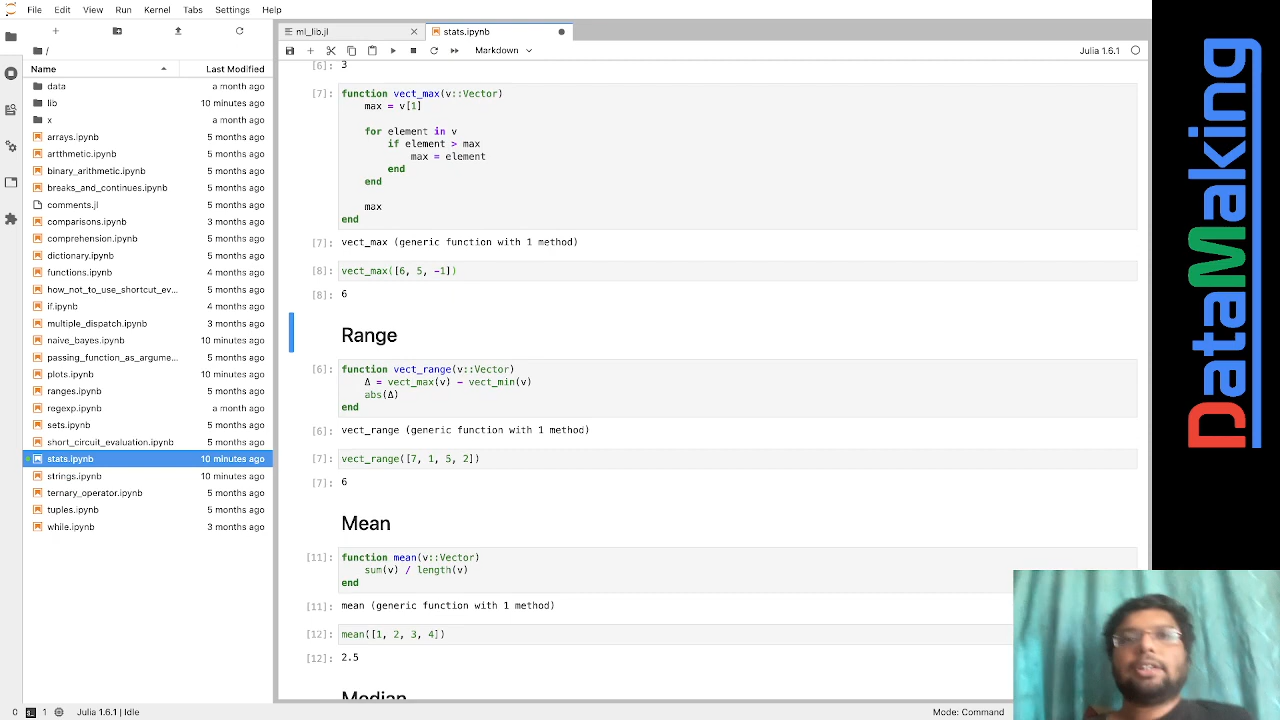 File Edit View Run Kernel Tabs Settings Help
ml_lib.jl
stats.ipynb
Markdown
Julia 1.6.1
/
Name Last Modified
data a month ago
lib 10 minutes ago
x a month ago
arrays.ipynb 5 months ago
artthmetic.ipynb 5 months ago
binary_arithmetic.ipynb 5 months ago
breaks_and_continues.ipynb 5 months ago
comments.jl 5 months ago
comparisons.ipynb 3 months ago
comprehension.ipynb 5 months ago
dictionary.ipynb 5 months ago
functions.ipynb 4 months ago
how_not_to_use_shortcut_ev... 5 months ago
if.ipynb 4 months ago
multiple_dispatch.ipynb 3 months ago
naive_bayes.ipynb 10 minutes ago
passing_function_as_argume... 5 months ago
plots.ipynb 10 minutes ago
ranges.ipynb 5 months ago
regexp.ipynb a month ago
sets.ipynb 5 months ago
short_circuit_evaluation.ipynb 5 months ago
stats.ipynb 10 minutes ago
strings.ipynb 10 minutes ago
ternary_operator.ipynb 5 months ago
tuples.ipynb 5 months ago
while.ipynb 3 months ago
[6]: 3
[7]: function vect_max(v::Vector)
max = v[1]
for element in v
if element > max
max = element
end
end
max
end
[7]: vect_max (generic function with 1 method)
[8]: vect_max([6, 5, -1])
[8]: 6
Range
[6]: function vect_range(v::Vector)
Δ = vect_max(v) - vect_min(v)
abs(Δ)
end
[6]: vect_range (generic function with 1 method)
[7]: vect_range([7, 1, 5, 2])
[7]: 6
Mean
[11]: function mean(v::Vector)
sum(v) / length(v)
end
[11]: mean (generic function with 1 method)
[12]: mean([1, 2, 3, 4])
[12]: 2.5
Median
0 1 Julia 1.6.1 | Idle
Mode: Command
DataMaking